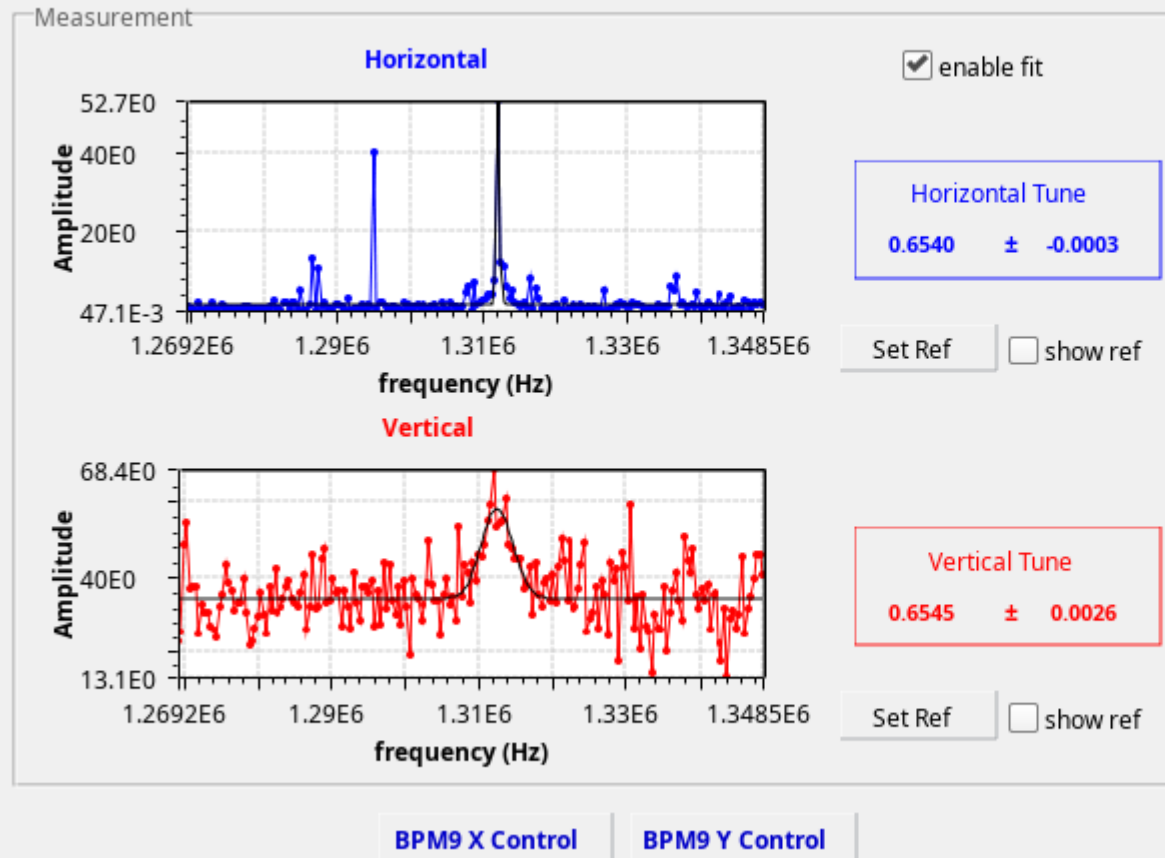 Measurement
Horizontal
enable fit
52.7E0
40E0
20E0
47.1E-3
Amplitude
1.2692E6 1.29E6 1.31E6 1.33E6 1.3485E6
frequency (Hz)
Horizontal Tune
0.6540 ± -0.0003
Set Ref show ref
Vertical
68.4E0
40E0
13.1E0
Amplitude
1.2692E6 1.29E6 1.31E6 1.33E6 1.3485E6
frequency (Hz)
Vertical Tune
0.6545 ± 0.0026
Set Ref show ref
BPM9 X Control BPM9 Y Control